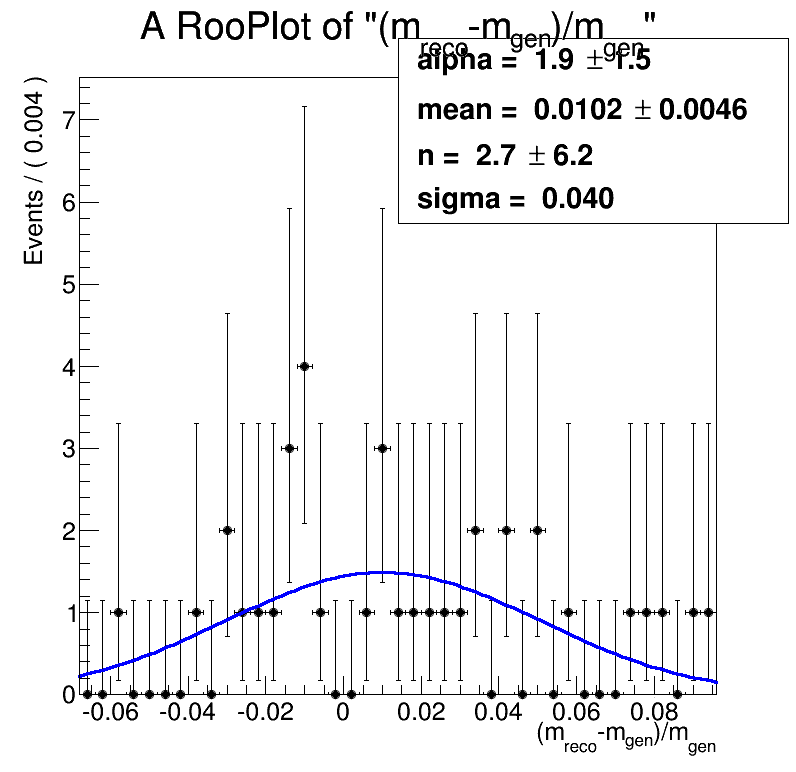 A RooPlot of "(m_reco-m_gen)/m_gen"
alpha = 1.9 ± 1.5
mean = 0.0102 ± 0.0046
n = 2.7 ± 6.2
sigma = 0.040
Events / ( 0.004 )
7
6
5
4
3
2
1
0
-0.06 -0.04 -0.02 0 0.02 0.04 0.06 0.08
(m_reco-m_gen)/m_gen